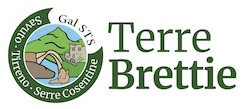 Gal STS
Savuto · Tirreno · Serre Cosentine
Terre
Brettie